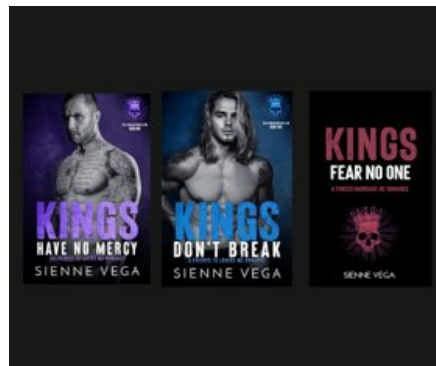 KINGS
HAVE NO MERCY
SIENNE VEGA
KINGS
DON'T BREAK
SIENNE VEGA
KINGS
FEAR NO ONE
A FORCED MARRIAGE MC ROMANCE
SIENNE VEGA